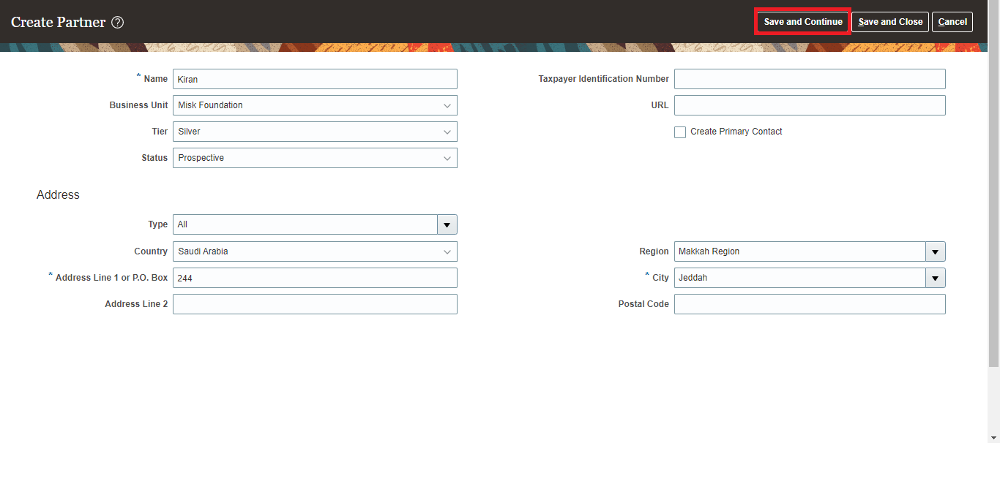 Create Partner ?
Save and Continue Save and Close Cancel
* Name Kiran
Taxpayer Identification Number
Business Unit Misk Foundation
URL
Tier Silver
Create Primary Contact
Status Prospective
Address
Type All
Country Saudi Arabia
Region Makkah Region
* Address Line 1 or P.O. Box 244
* City Jeddah
Address Line 2
Postal Code